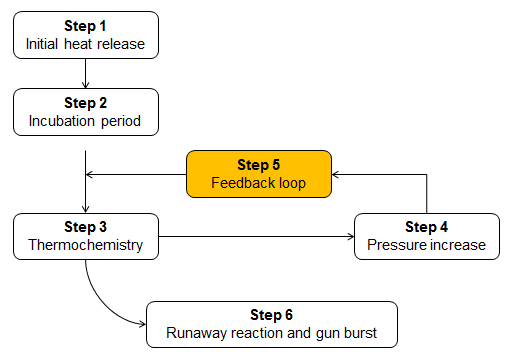 Step 1
Initial heat release
Step 2
Incubation period
Step 5
Feedback loop
Step 3
Thermochemistry
Step 4
Pressure increase
Step 6
Runaway reaction and gun burst